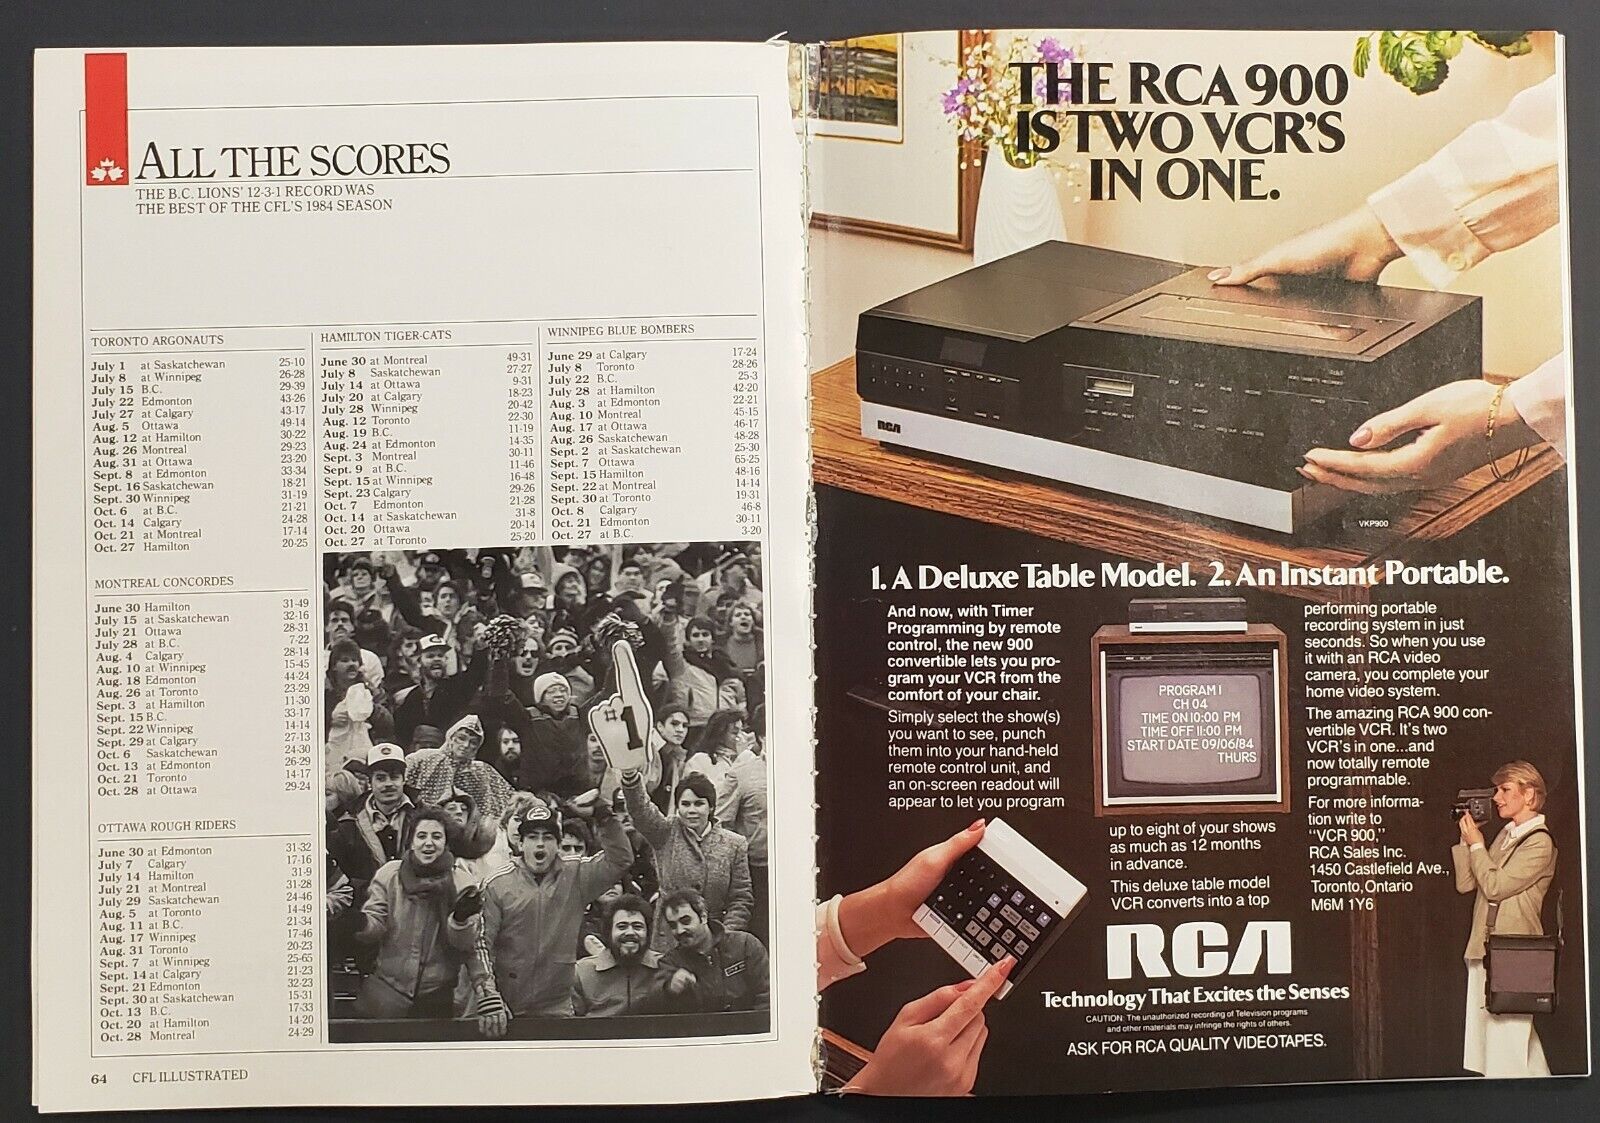 ALL THE SCORES
THE B.C. LIONS' 12-3-1 RECORD WAS
THE BEST OF THE CFL'S 1984 SEASON
TORONTO ARGONAUTS
July 1 at Saskatchewan 25-10
July 8 at Winnipeg 26-28
July 15 B.C. 29-39
July 22 Edmonton 43-26
July 27 at Calgary 43-17
Aug. 5 Ottawa 49-14
Aug. 12 at Hamilton 30-22
Aug. 26 Montreal 29-23
Aug. 31 at Ottawa 23-20
Sept. 8 at Edmonton 33-34
Sept. 16 Saskatchewan 18-21
Sept. 30 Winnipeg 31-19
Oct. 6 at B.C. 21-21
Oct. 14 Calgary 24-28
Oct. 21 at Montreal 17-14
Oct. 27 Hamilton 20-25
MONTREAL CONCORDES
June 30 Hamilton 31-49
July 15 at Saskatchewan 32-16
July 21 Ottawa 28-31
July 28 at B.C. 7-22
Aug. 4 Calgary 28-14
Aug. 10 at Winnipeg 15-45
Aug. 18 Edmonton 44-24
Aug. 26 at Toronto 23-29
Sept. 3 at Hamilton 11-30
Sept. 15 B.C. 33-17
Sept. 22 Winnipeg 14-14
Sept. 29 at Calgary 27-13
Oct. 6 Saskatchewan 24-30
Oct. 13 at Edmonton 26-29
Oct. 21 Toronto 14-17
Oct. 28 at Ottawa 29-24
OTTAWA ROUGH RIDERS
June 30 at Edmonton 31-32
July 7 Calgary 17-16
July 14 Hamilton 31-9
July 21 at Montreal 31-28
July 29 Saskatchewan 24-46
Aug. 5 at Toronto 14-49
Aug. 11 at B.C. 21-34
Aug. 17 Winnipeg 17-46
Aug. 31 Toronto 20-23
Sept. 7 at Winnipeg 25-65
Sept. 14 at Calgary 21-23
Sept. 21 Edmonton 32-23
Sept. 30 at Saskatchewan 15-31
Oct. 13 B.C. 17-33
Oct. 20 at Hamilton 14-20
Oct. 28 Montreal 24-29
HAMILTON TIGER-CATS
June 30 at Montreal 49-31
July 8 Saskatchewan 27-27
July 14 at Ottawa 9-31
July 20 at Calgary 18-23
July 28 Winnipeg 20-42
Aug. 12 Toronto 22-30
Aug. 19 B.C. 11-19
Aug. 24 at Edmonton 14-35
Sept. 3 Montreal 30-11
Sept. 9 at B.C. 11-46
Sept. 15 at Winnipeg 16-48
Sept. 23 Calgary 29-26
Oct. 7 Edmonton 21-28
Oct. 14 at Saskatchewan 31-8
Oct. 20 Ottawa 20-14
Oct. 27 at Toronto 25-20
WINNIPEG BLUE BOMBERS
June 29 at Calgary 17-24
July 8 Toronto 28-26
July 22 B.C. 25-3
July 28 at Hamilton 42-20
Aug. 3 at Edmonton 22-21
Aug. 10 Montreal 45-15
Aug. 17 at Ottawa 46-17
Aug. 26 Saskatchewan 48-28
Sept. 2 at Saskatchewan 25-30
Sept. 7 Ottawa 65-25
Sept. 15 Hamilton 48-16
Sept. 22 at Montreal 14-14
Sept. 30 at Toronto 19-31
Oct. 8 Calgary 46-8
Oct. 21 Edmonton 30-11
Oct. 27 at B.C. 3-20
#1
64 CFL ILLUSTRATED
THE RCA 900
IS TWO VCR'S
IN ONE.
RCA
VKP900
1. A Deluxe Table Model. 2. An Instant Portable.
And now, with Timer
Programming by remote
control, the new 900
convertible lets you pro-
gram your VCR from the
comfort of your chair.
Simply select the show(s)
you want to see, punch
them into your hand-held
remote control unit, and
an on-screen readout will
appear to let you program
PROGRAM 1
CH 04
TIME ON 10:00 PM
TIME OFF 11:00 PM
START DATE 09/06/84
THURS
up to eight of your shows
as much as 12 months
in advance.
This deluxe table model
VCR converts into a top
performing portable
recording system in just
seconds. So when you use
it with an RCA video
camera, you complete your
home video system.
The amazing RCA 900 con-
vertible VCR. It's two
VCR's in one...and
now totally remote
programmable.
For more informa-
tion write to
"VCR 900,"
RCA Sales Inc.
1450 Castlefield Ave.,
Toronto, Ontario
M6M 1Y6
RCA
Technology That Excites the Senses
CAUTION: The unauthorized recording of Television programs
and other materials may infringe the rights of others.
ASK FOR RCA QUALITY VIDEOTAPES.